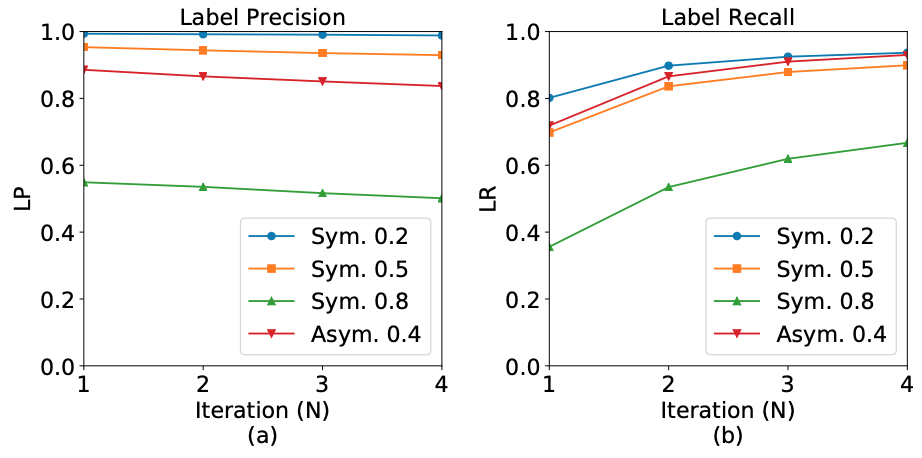 Label Precision
1.0
0.8
0.6
0.4
0.2
0.0
LP
1
2
3
4
Iteration (N)
(a)
Sym. 0.2
Sym. 0.5
Sym. 0.8
Asym. 0.4
Label Recall
1.0
0.8
0.6
0.4
0.2
0.0
LR
1
2
3
4
Iteration (N)
(b)
Sym. 0.2
Sym. 0.5
Sym. 0.8
Asym. 0.4